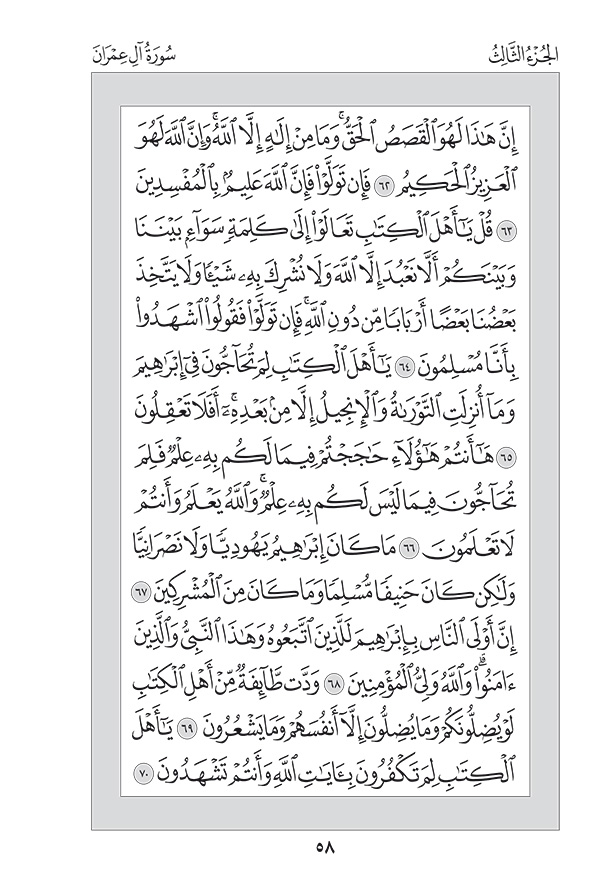 الجُزْءُ الثَّالِثُ
سُورَةُ آلِ عِمْرَانَ
إِنَّ هَٰذَا لَهُوَ ٱلْقَصَصُ ٱلْحَقُّۚ وَمَا مِنْ إِلَٰهٍ إِلَّا ٱللَّهُۚ وَإِنَّ ٱللَّهَ لَهُوَ
ٱلْعَزِيزُ ٱلْحَكِيمُ ٦٢ فَإِن تَوَلَّوْاْ فَإِنَّ ٱللَّهَ عَلِيمُۢ بِٱلْمُفْسِدِينَ
٦٣ قُلْ يَٰٓأَهْلَ ٱلْكِتَٰبِ تَعَالَوْاْ إِلَىٰ كَلِمَةٖ سَوَآءِۭ بَيْنَنَا
وَبَيْنَكُمْ أَلَّا نَعْبُدَ إِلَّا ٱللَّهَ وَلَا نُشْرِكَ بِهِۦ شَيْـٔٗا وَلَا يَتَّخِذَ
بَعْضُنَا بَعْضًا أَرْبَابٗا مِّن دُونِ ٱللَّهِۚ فَإِن تَوَلَّوْاْ فَقُولُواْ ٱشْهَدُواْ
بِأَنَّا مُسْلِمُونَ ٦٤ يَٰٓأَهْلَ ٱلْكِتَٰبِ لِمَ تُحَآجُّونَ فِيٓ إِبْرَٰهِيمَ
وَمَآ أُنزِلَتِ ٱلتَّوْرَىٰةُ وَٱلْإِنجِيلُ إِلَّا مِنۢ بَعْدِهِۦٓۚ أَفَلَا تَعْقِلُونَ
٦٥ هَٰٓأَنتُمْ هَٰٓؤُلَآءِ حَٰجَجْتُمْ فِيمَا لَكُم بِهِۦ عِلْمٞ فَلِمَ
تُحَآجُّونَ فِيمَا لَيْسَ لَكُم بِهِۦ عِلْمٞۚ وَٱللَّهُ يَعْلَمُ وَأَنتُمْ
لَا تَعْلَمُونَ ٦٦ مَا كَانَ إِبْرَٰهِيمُ يَهُودِيّٗا وَلَا نَصْرَانِيّٗا
وَلَٰكِن كَانَ حَنِيفٗا مُّسْلِمٗا وَمَا كَانَ مِنَ ٱلْمُشْرِكِينَ ٦٧
إِنَّ أَوْلَى ٱلنَّاسِ بِإِبْرَٰهِيمَ لَلَّذِينَ ٱتَّبَعُوهُ وَهَٰذَا ٱلنَّبِيُّ وَٱلَّذِينَ
ءَامَنُواْۗ وَٱللَّهُ وَلِيُّ ٱلْمُؤْمِنِينَ ٦٨ وَدَّت طَّآئِفَةٞ مِّنْ أَهْلِ ٱلْكِتَٰبِ
لَوْ يُضِلُّونَكُمْ وَمَا يُضِلُّونَ إِلَّآ أَنفُسَهُمْ وَمَا يَشْعُرُونَ ٦٩ يَٰٓأَهْلَ
ٱلْكِتَٰبِ لِمَ تَكْفُرُونَ بِـَٔايَٰتِ ٱللَّهِ وَأَنتُمْ تَشْهَدُونَ ٧٠
٥٨